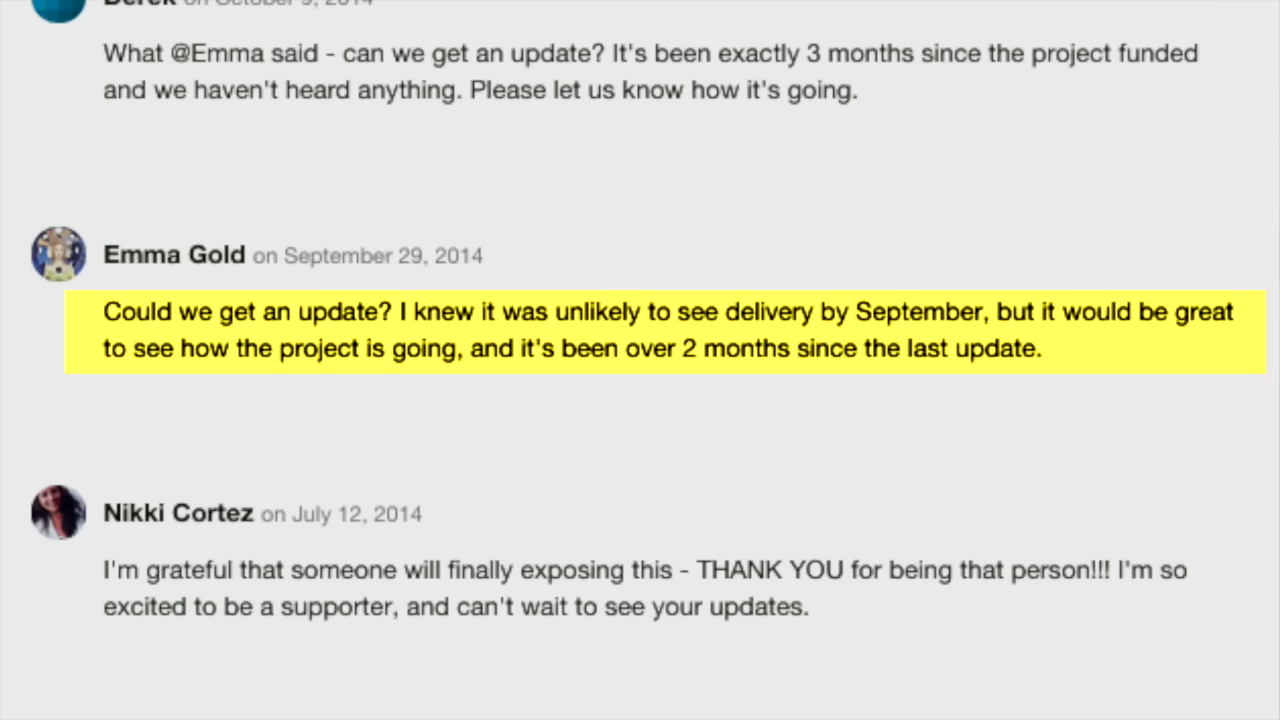 Derek on October 9, 2014
What @Emma said - can we get an update? It's been exactly 3 months since the project funded
and we haven't heard anything. Please let us know how it's going.
Emma Gold on September 29, 2014
Could we get an update? I knew it was unlikely to see delivery by September, but it would be great
to see how the project is going, and it's been over 2 months since the last update.
Nikki Cortez on July 12, 2014
I'm grateful that someone will finally exposing this - THANK YOU for being that person!!! I'm so
excited to be a supporter, and can't wait to see your updates.